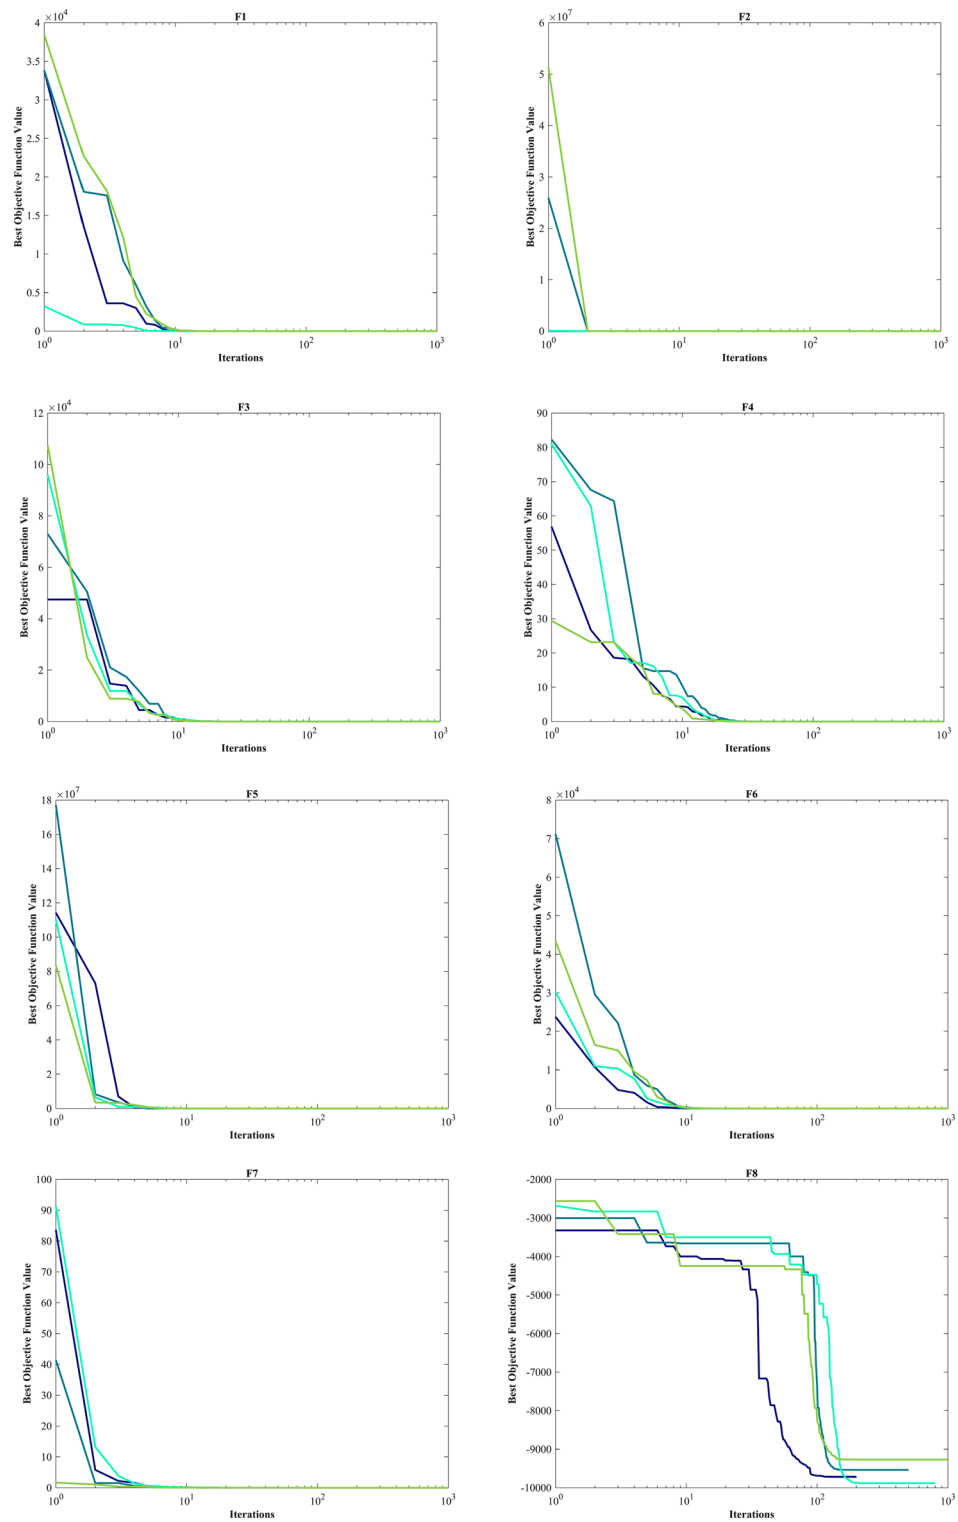 F1
×10^4
4
3.5
3
2.5
2
1.5
1
0.5
0
10^0 10^1 10^2 10^3
Iterations
Best Objective Function Value
F2
×10^7
6
5
4
3
2
1
0
10^0 10^1 10^2 10^3
Iterations
Best Objective Function Value
F3
×10^4
12
10
8
6
4
2
0
10^0 10^1 10^2 10^3
Iterations
Best Objective Function Value
F4
90
80
70
60
50
40
30
20
10
0
10^0 10^1 10^2 10^3
Iterations
Best Objective Function Value
F5
×10^7
18
16
14
12
10
8
6
4
2
0
10^0 10^1 10^2 10^3
Iterations
Best Objective Function Value
F6
×10^4
8
7
6
5
4
3
2
1
0
10^0 10^1 10^2 10^3
Iterations
Best Objective Function Value
F7
100
90
80
70
60
50
40
30
20
10
0
10^0 10^1 10^2 10^3
Iterations
Best Objective Function Value
F8
-2000
-3000
-4000
-5000
-6000
-7000
-8000
-9000
-10000
10^0 10^1 10^2 10^3
Iterations
Best Objective Function Value